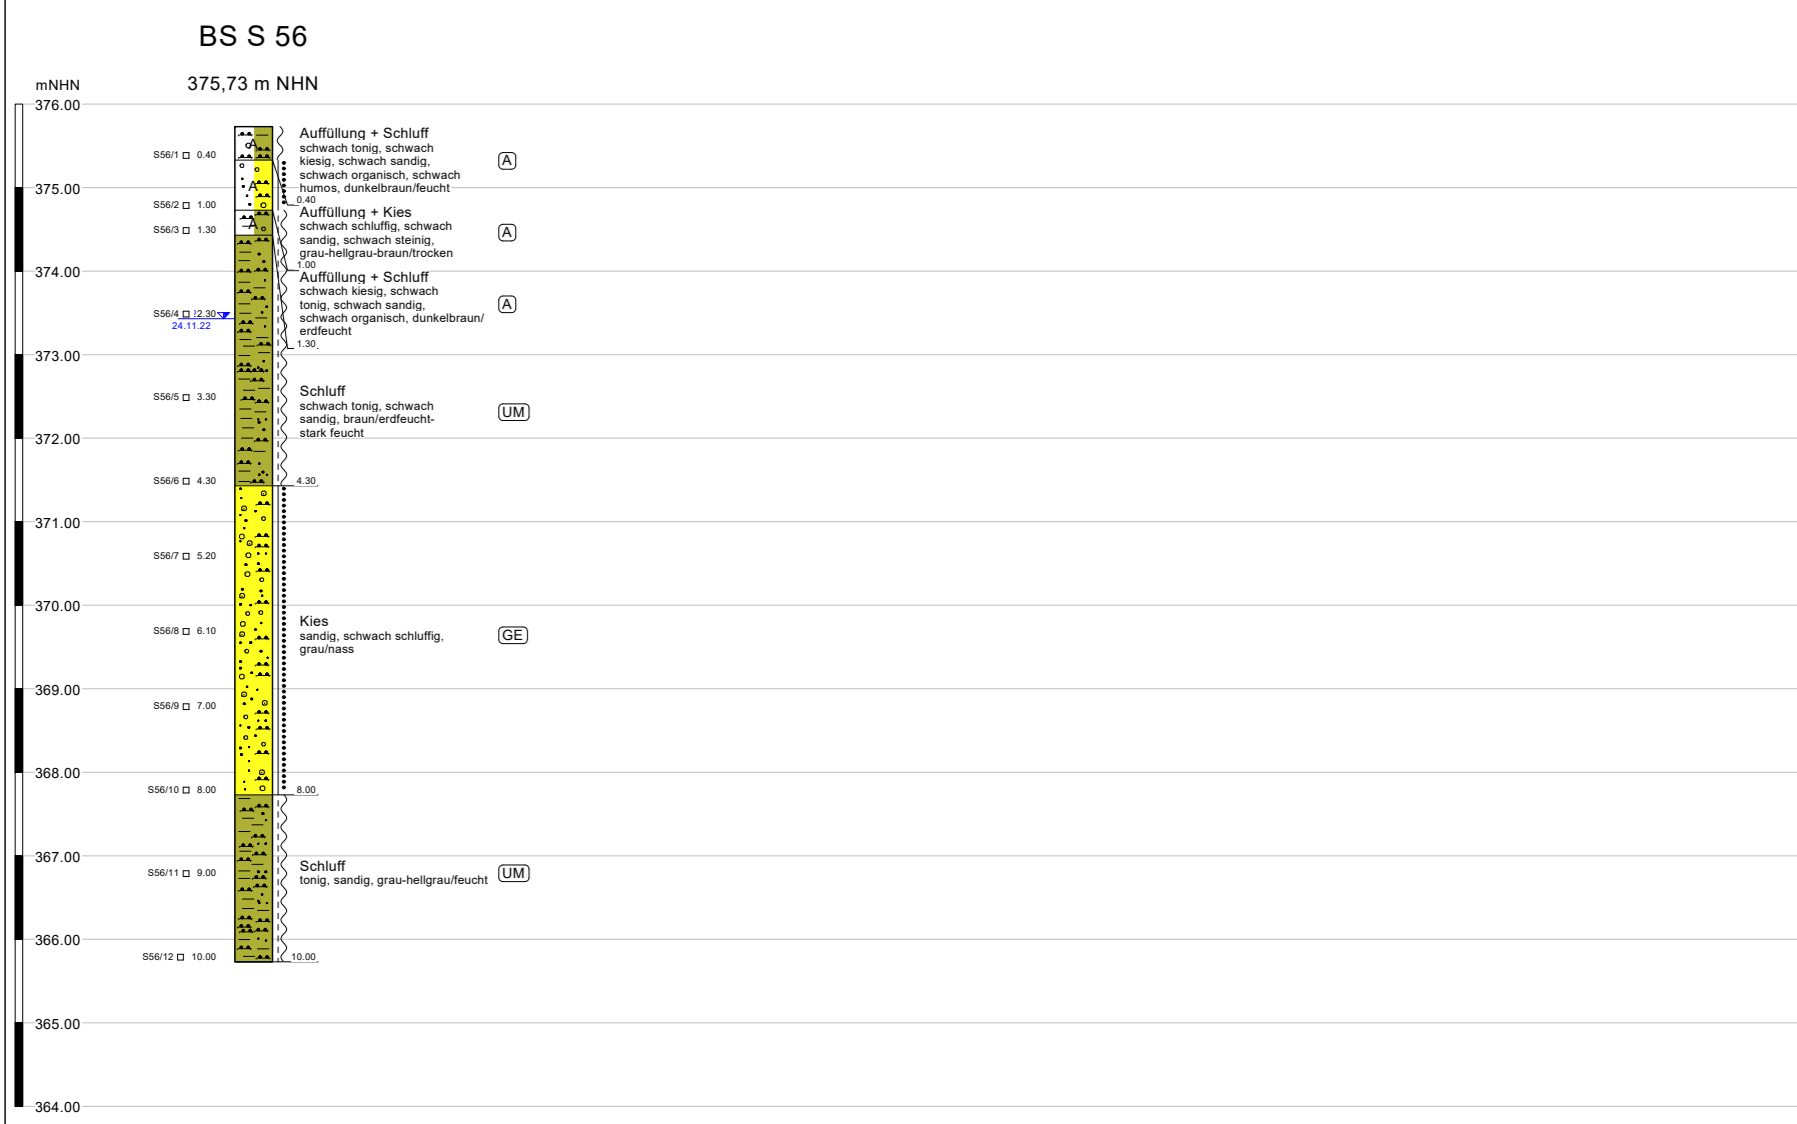 BS S 56
375,73 m NHN
mNHN
376.00
Auffüllung + Schluff
schwach tonig, schwach
kiesig, schwach sandig,
schwach organisch, schwach
humos, dunkelbraun/feucht
A
A
S56/1 0.40
375.00
A
0.40
S56/2 1.00
Auffüllung + Kies
schwach schluffig, schwach
sandig, schwach steinig,
grau-hellgrau-braun/trocken
A
A
S56/3 1.30
374.00
1.00
Auffüllung + Schluff
schwach kiesig, schwach
tonig, schwach sandig,
schwach organisch, dunkelbraun/
erdfeucht
A
S56/4 2.30
24.11.22
1.30
373.00
Schluff
schwach tonig, schwach
sandig, braun/erdfeucht-
stark feucht
UM
S56/5 3.30
372.00
S56/6 4.30
4.30
371.00
S56/7 5.20
370.00
Kies
sandig, schwach schluffig,
grau/nass
GE
S56/8 6.10
369.00
S56/9 7.00
368.00
S56/10 8.00
8.00
367.00
Schluff
tonig, sandig, grau-hellgrau/feucht
UM
S56/11 9.00
366.00
S56/12 10.00
10.00
365.00
364.00